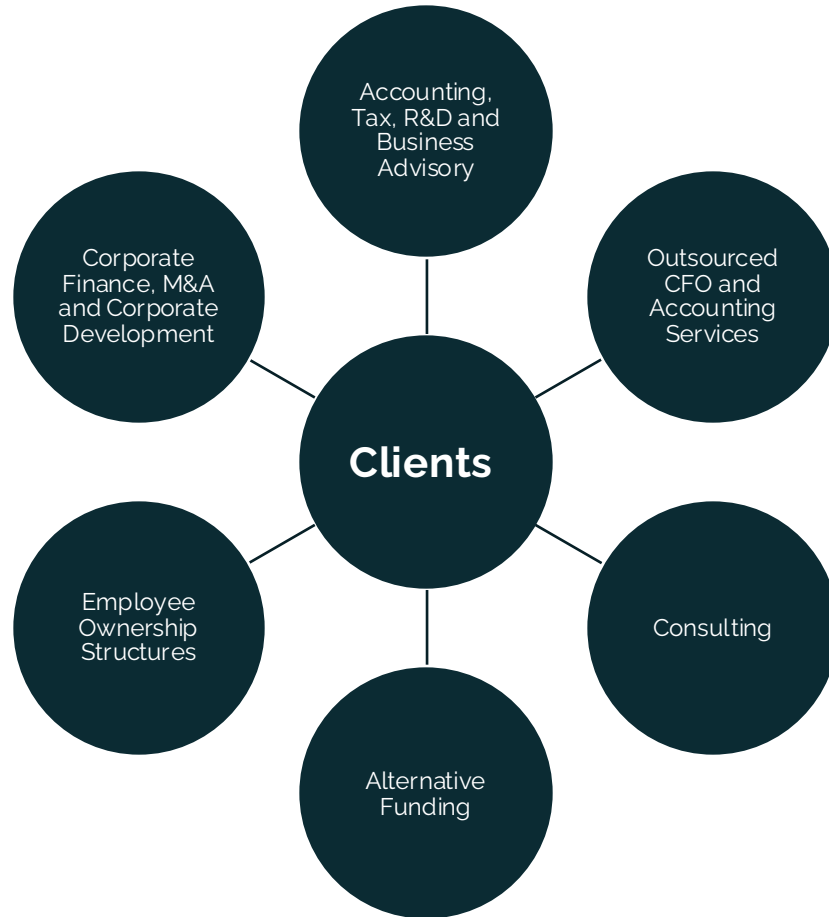 Accounting,
Tax, R&D and
Business
Advisory
Corporate
Finance, M&A
and Corporate
Development
Outsourced
CFO and
Accounting
Services
Clients
Employee
Ownership
Structures
Consulting
Alternative
Funding